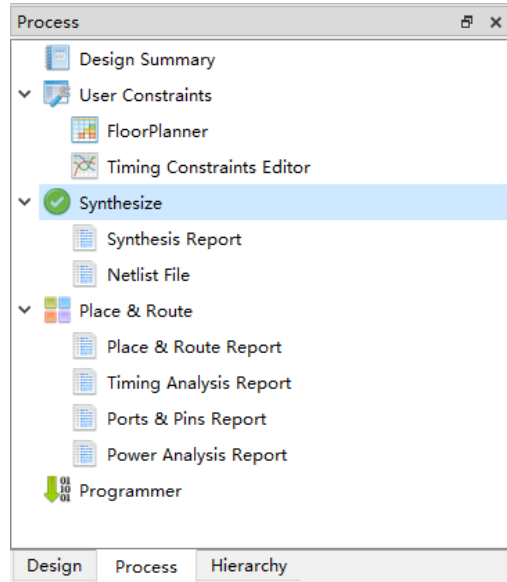 Process
Design Summary
User Constraints
FloorPlanner
Timing Constraints Editor
Synthesize
Synthesis Report
Netlist File
Place & Route
Place & Route Report
Timing Analysis Report
Ports & Pins Report
Power Analysis Report
Programmer
Design Process Hierarchy